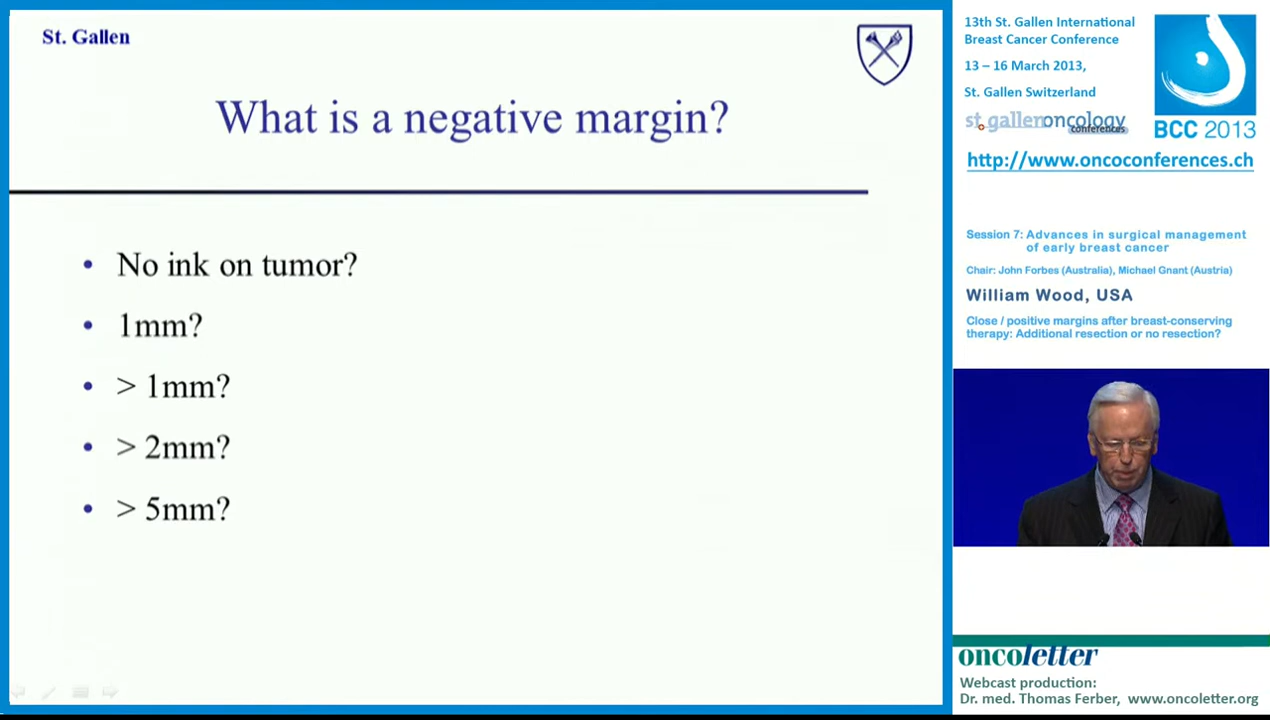 St. Gallen
What is a negative margin?
• No ink on tumor?
• 1mm?
• > 1mm?
• > 2mm?
• > 5mm?
13th St. Gallen International
Breast Cancer Conference
13 – 16 March 2013,
St. Gallen Switzerland
st.gallenoncology
conferences
BCC 2013
http://www.oncoconferences.ch
Session 7: Advances in surgical management
of early breast cancer
Chair: John Forbes (Australia), Michael Gnant (Austria)
William Wood, USA
Close / positive margins after breast-conserving
therapy: Additional resection or no resection?
oncoletter
Webcast production:
Dr. med. Thomas Ferber, www.oncoletter.org